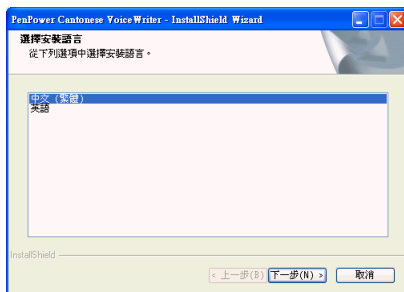 PenPower Cantonese VoiceWriter - InstallShield Wizard
選擇安裝語言
從下列選項中選擇安裝語言。
中文 (繁體)
英語
InstallShield
< 上一步(B) 下一步(N) > 取消